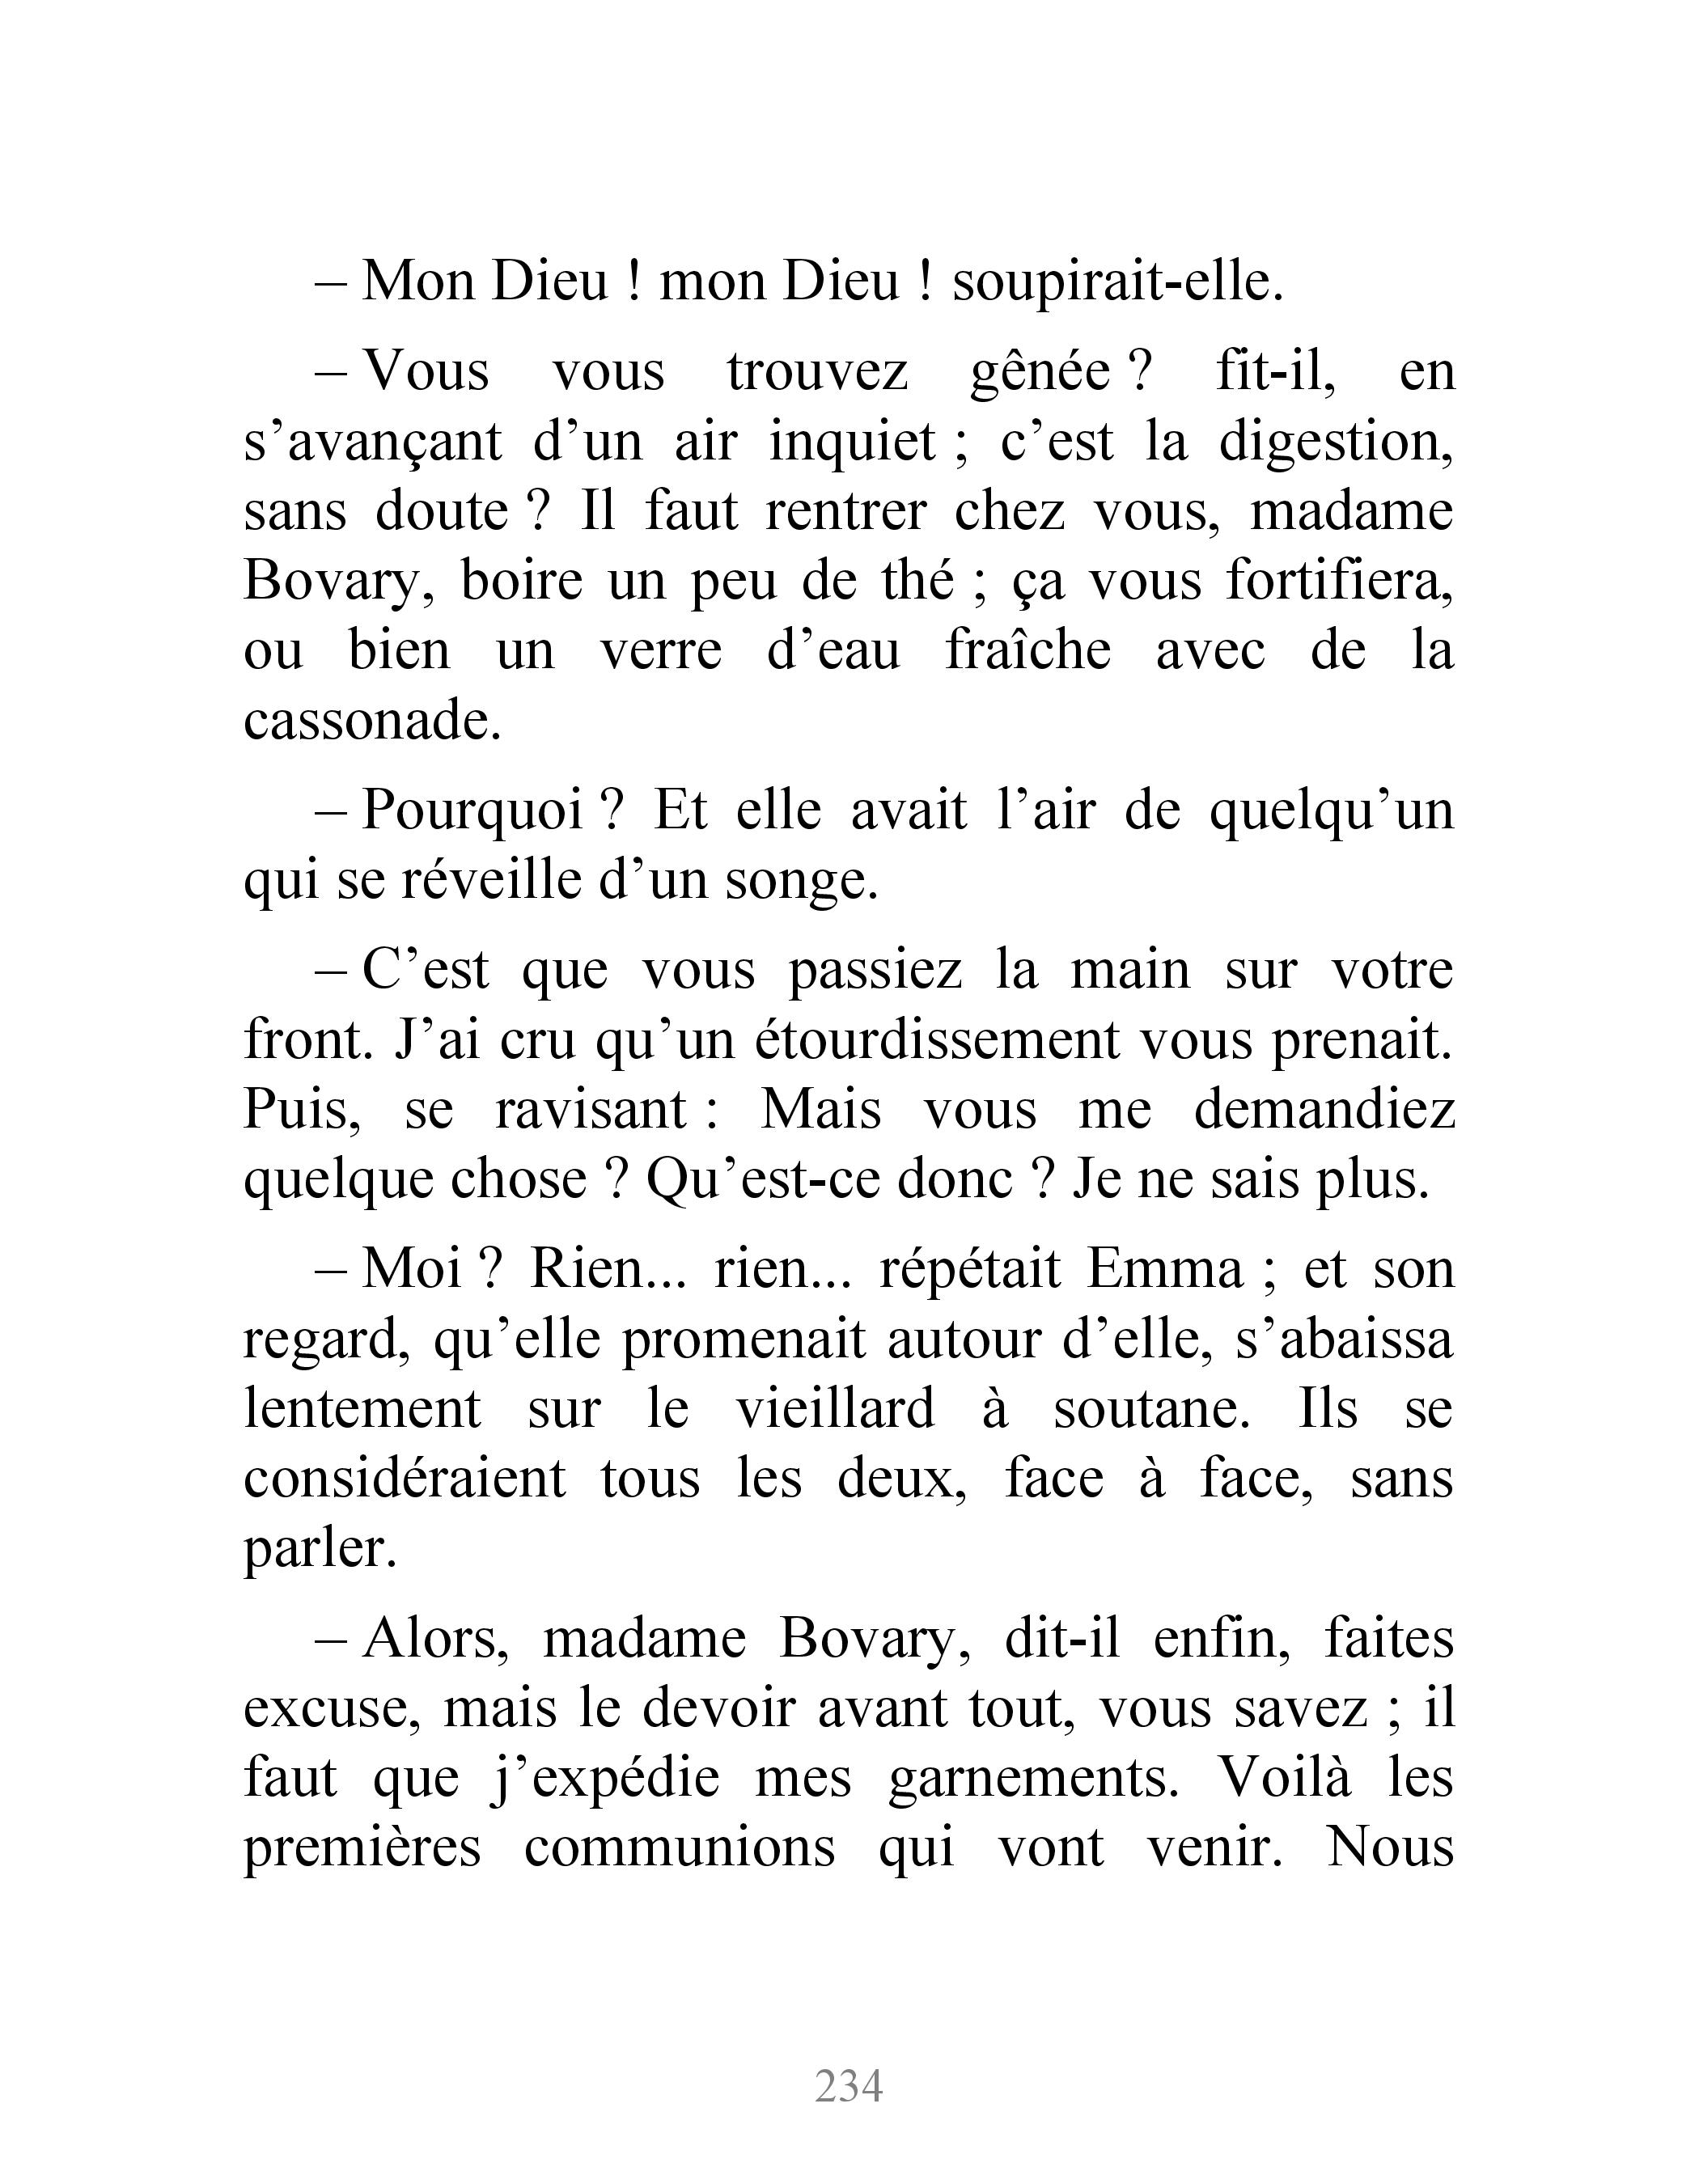 – Mon Dieu ! mon Dieu ! soupirait-elle.
– Vous vous trouvez gênée ? fit-il, en
s’avançant d’un air inquiet ; c’est la digestion,
sans doute ? Il faut rentrer chez vous, madame
Bovary, boire un peu de thé ; ça vous fortifiera,
ou bien un verre d’eau fraîche avec de la
cassonade.
– Pourquoi ? Et elle avait l’air de quelqu’un
qui se réveille d’un songe.
– C’est que vous passiez la main sur votre
front. J’ai cru qu’un étourdissement vous prenait.
Puis, se ravisant : Mais vous me demandiez
quelque chose ? Qu’est-ce donc ? Je ne sais plus.
– Moi ? Rien... rien... répétait Emma ; et son
regard, qu’elle promenait autour d’elle, s’abaissa
lentement sur le vieillard à soutane. Ils se
considéraient tous les deux, face à face, sans
parler.
– Alors, madame Bovary, dit-il enfin, faites
excuse, mais le devoir avant tout, vous savez ; il
faut que j’expédie mes garnements. Voilà les
premières communions qui vont venir. Nous
234